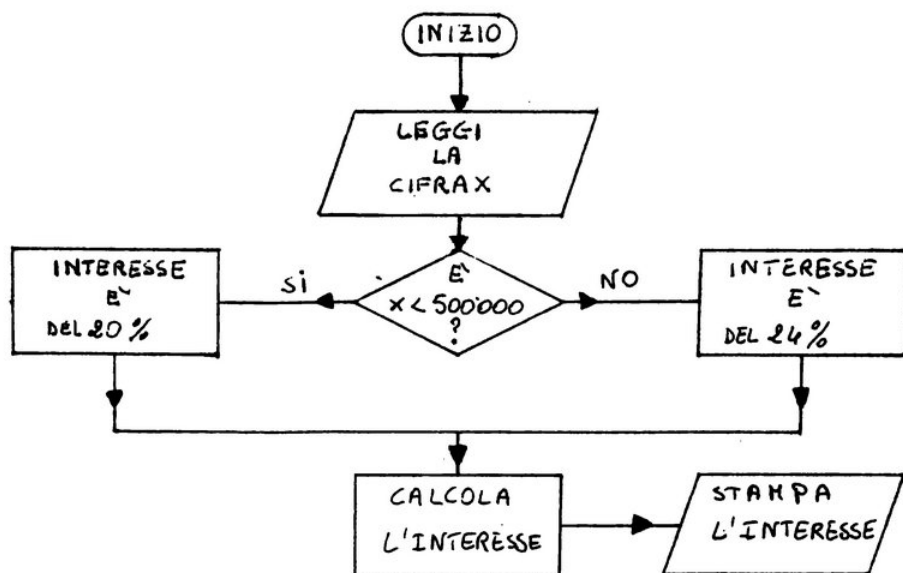 INIZIO
LEGGI
LA
CIFRA X
E'
X < 500'000
?
SI
NO
INTERESSE
E'
DEL 20%
INTERESSE
E'
DEL 24%
CALCOLA
L'INTERESSE
STAMPA
L'INTERESSE